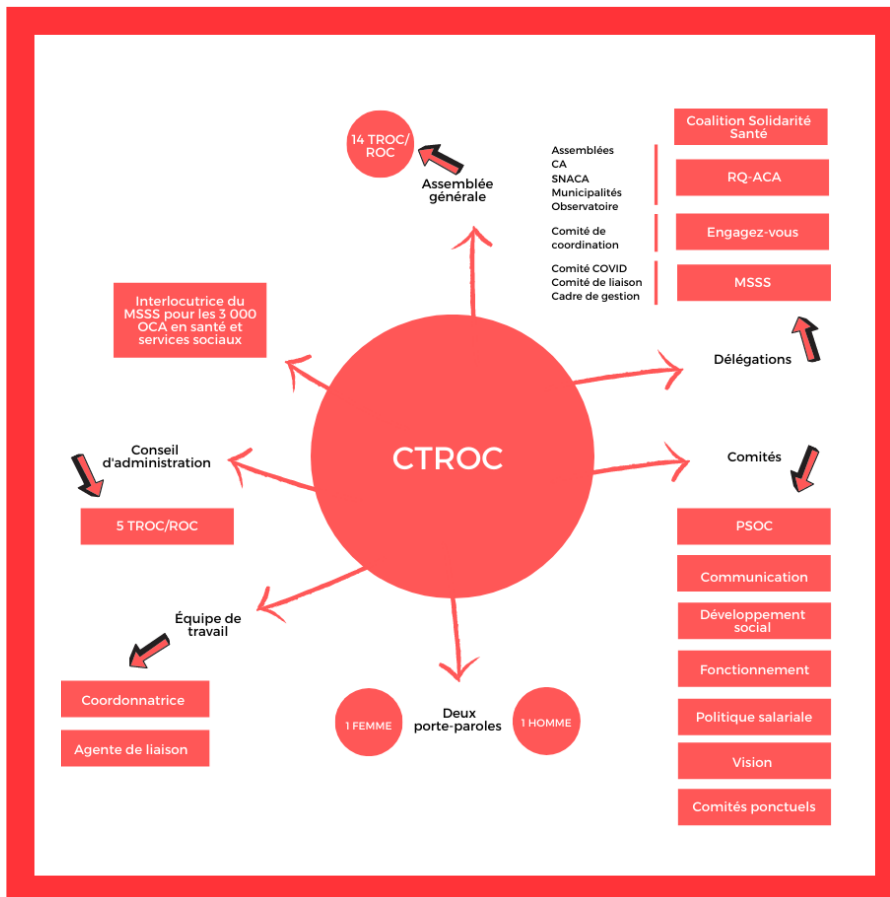 14 TROC/
ROC
Assemblée
générale
Assemblées
CA
SNACA
Municipalités
Observatoire
Comité de
coordination
Comité COVID
Comité de liaison
Cadre de gestion
Coalition Solidarité
Santé
RQ-ACA
Engagez-vous
MSSS
Délégations
Interlocutrice du
MSSS pour les 3 000
OCA en santé et
services sociaux
CTROC
Conseil
d'administration
5 TROC/ROC
Comités
PSOC
Communication
Développement
social
Fonctionnement
Politique salariale
Vision
Comités ponctuels
Équipe de
travail
Coordonnatrice
Agente de liaison
1 FEMME
Deux
porte-paroles
1 HOMME